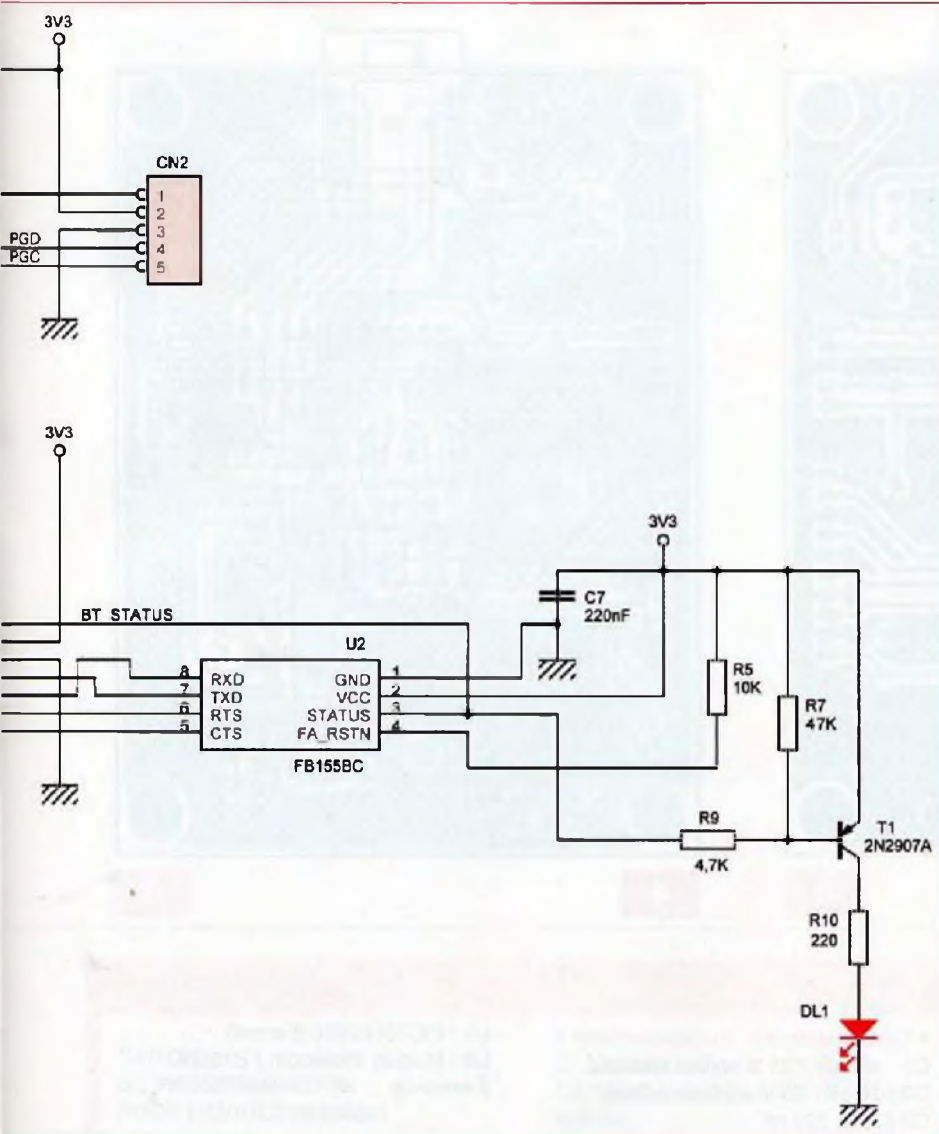 3V3
CN2
1
2
3
PGD
4
PGC
5
3V3
3V3
C7
220nF
BT STATUS
U2
8 RXD GND 1
7 TXD VCC 2
6 RTS STATUS 3
5 CTS FA_RSTN 4
FB155BC
R5
10K
R7
47K
R9
4,7K
T1
2N2907A
R10
220
DL1